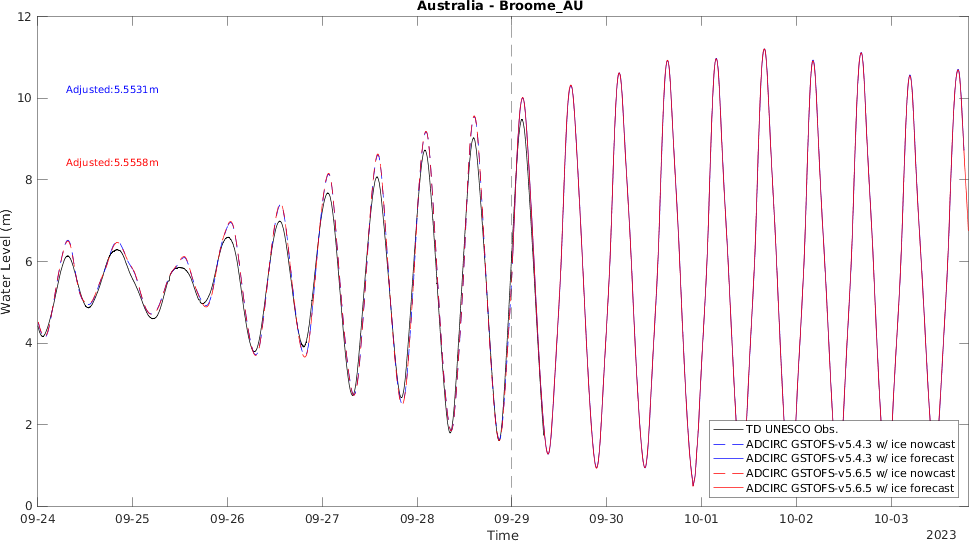 Australia - Broome_AU
12
10
8
6
4
2
0
Adjusted:5.5531m
Adjusted:5.5558m
Water Level (m)
TD UNESCO Obs.
ADCIRC GSTOFS-v5.4.3 w/ ice nowcast
ADCIRC GSTOFS-v5.4.3 w/ ice forecast
ADCIRC GSTOFS-v5.6.5 w/ ice nowcast
ADCIRC GSTOFS-v5.6.5 w/ ice forecast
09-24 09-25 09-26 09-27 09-28 09-29 09-30 10-01 10-02 10-03
Time
2023